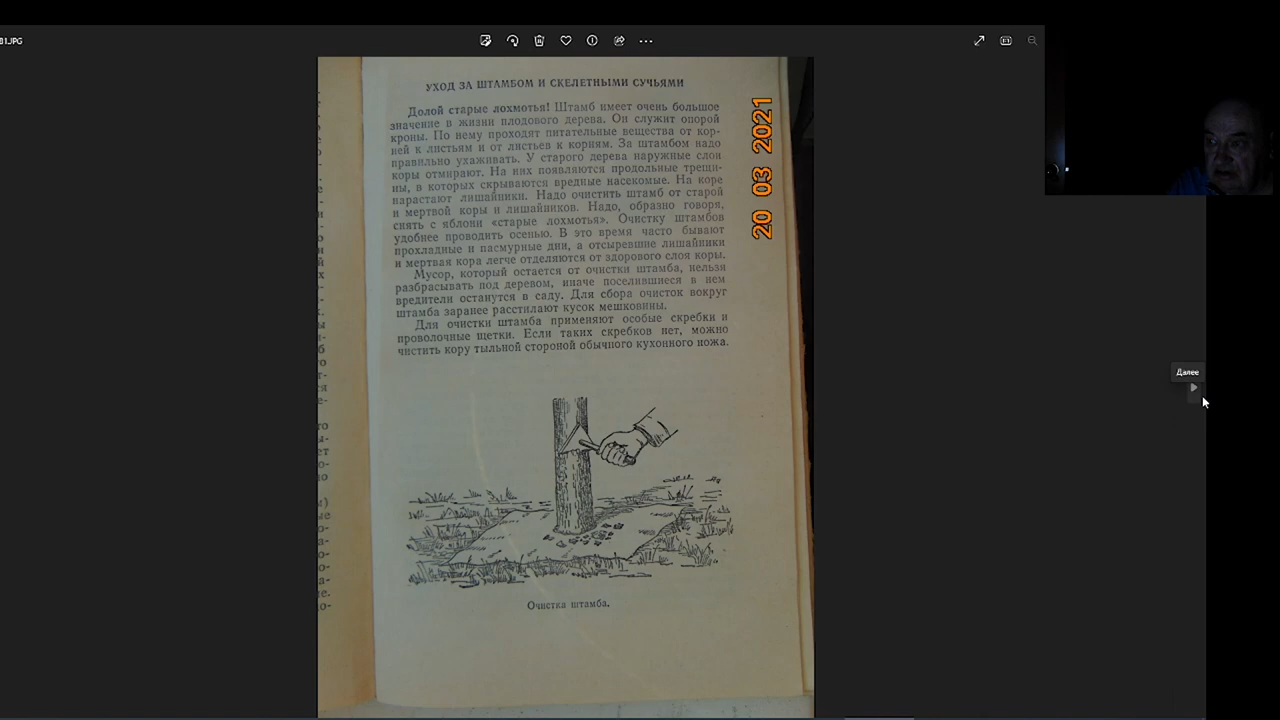 1.JPG
УХОД ЗА ШТАМБОМ И СКЕЛЕТНЫМИ СУЧЬЯМИ
Долой старые лохмотья! Штамб имеет очень большое
значение в жизни плодового дерева. Он служит опорой
кроны. По нему проходят питательные вещества от кор-
ней к листьям и от листьев к корням. За штамбом надо
правильно ухаживать. У старого дерева наружные слои
коры отмирают. На них появляются продольные трещи-
ны, в которых скрываются вредные насекомые. На коре
нарастают лишайники. Надо очистить штамб от старой
и мертвой коры и лишайников. Надо, образно говоря,
снять с яблони «старые лохмотья». Очистку штамбов
удобнее проводить осенью. В это время часто бывают
прохладные и пасмурные дни, а отсыревшие лишайники
и мертвая кора легче отделяются от здорового слоя коры.
Мусор, который остается от очистки штамба, нельзя
разбрасывать под деревом, иначе поселившиеся в нем
вредители останутся в саду. Для сбора очисток вокруг
штамба заранее расстилают кусок мешковины.
Для очистки штамба применяют особые скребки и
проволочные щетки. Если таких скребков нет, можно
чистить кору тыльной стороной обычного кухонного ножа.
Очистка штамба.
20 03 2021
Далее